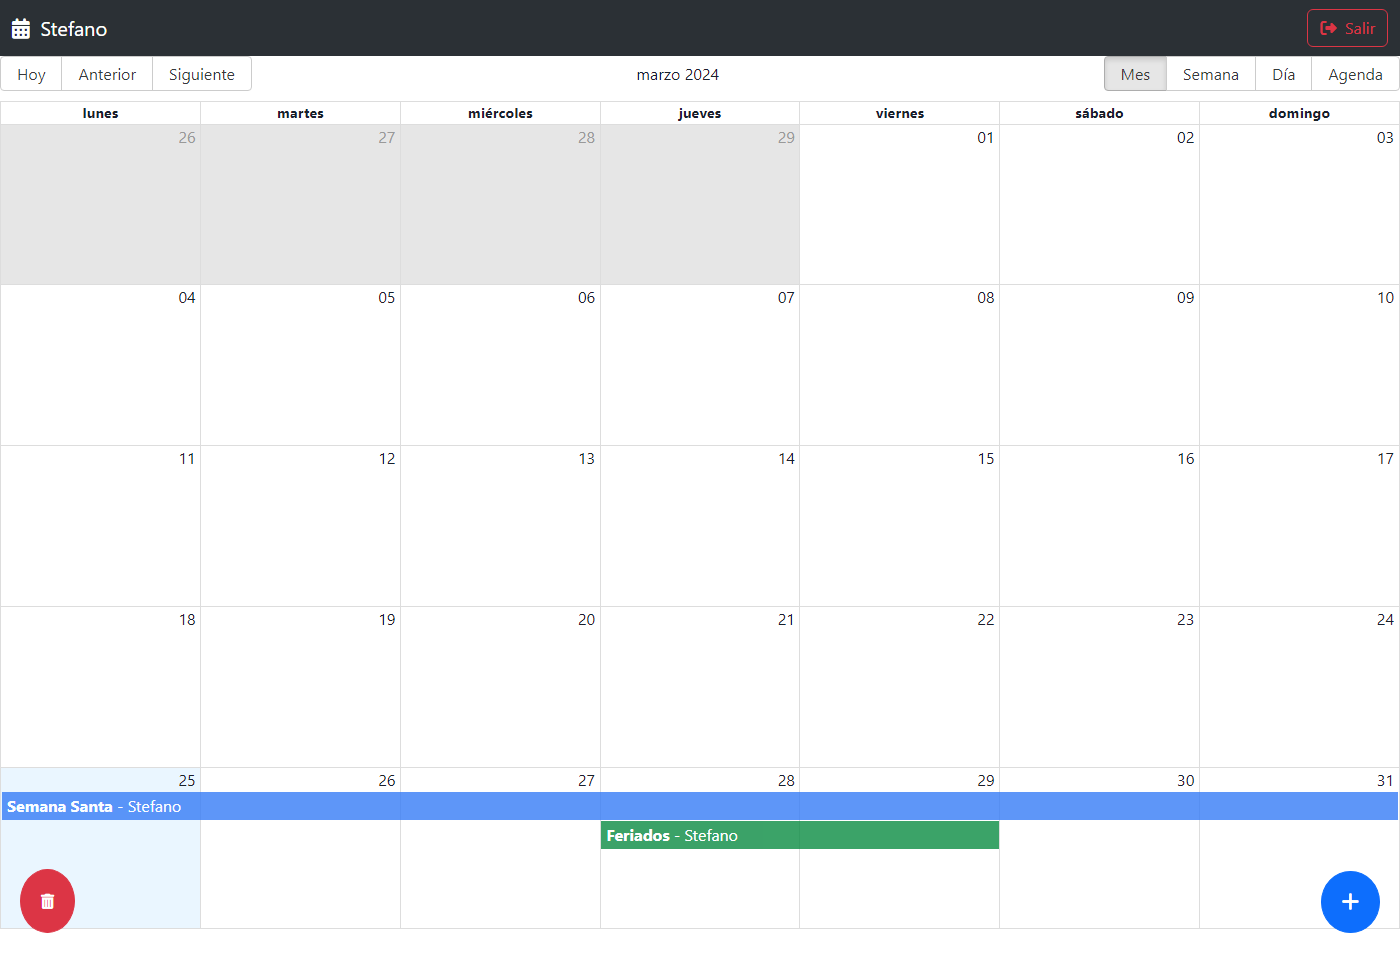 Stefano Salir
Hoy Anterior Siguiente marzo 2024 Mes Semana Día Agenda
lunes martes miércoles jueves viernes sábado domingo
26 27 28 29 01 02 03
04 05 06 07 08 09 10
11 12 13 14 15 16 17
18 19 20 21 22 23 24
25 26 27 28 29 30 31
Semana Santa - Stefano
Feriados - Stefano